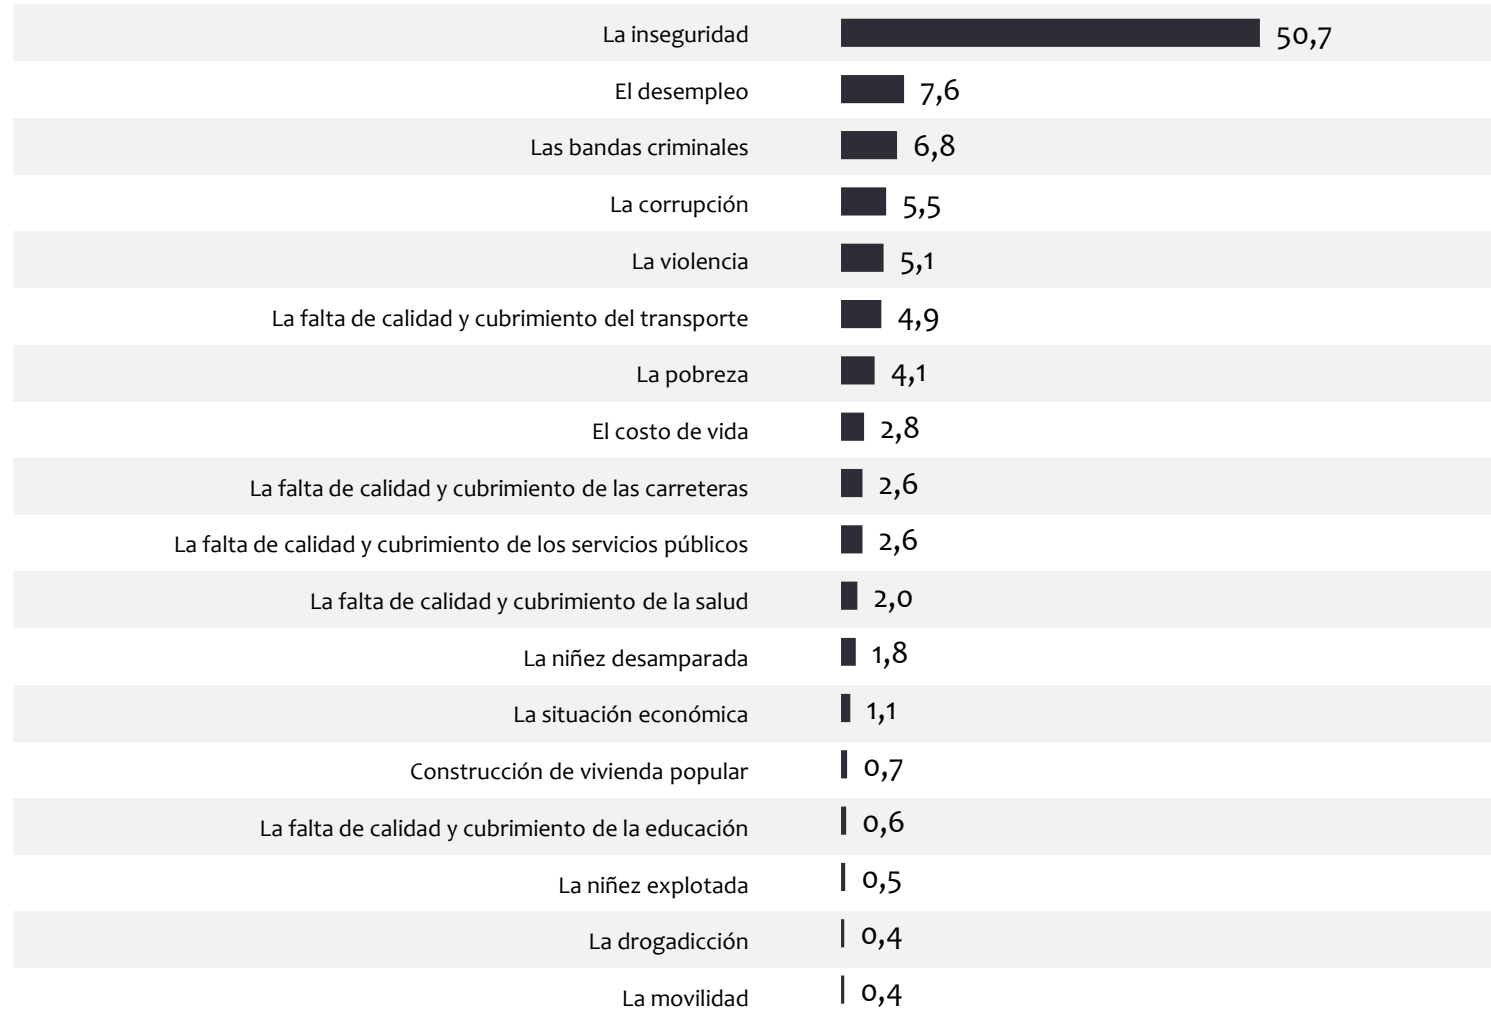 La inseguridad 50,7
El desempleo 7,6
Las bandas criminales 6,8
La corrupción 5,5
La violencia 5,1
La falta de calidad y cubrimiento del transporte 4,9
La pobreza 4,1
El costo de vida 2,8
La falta de calidad y cubrimiento de las carreteras 2,6
La falta de calidad y cubrimiento de los servicios públicos 2,6
La falta de calidad y cubrimiento de la salud 2,0
La niñez desamparada 1,8
La situación económica 1,1
Construcción de vivienda popular 0,7
La falta de calidad y cubrimiento de la educación 0,6
La niñez explotada 0,5
La drogadicción 0,4
La movilidad 0,4